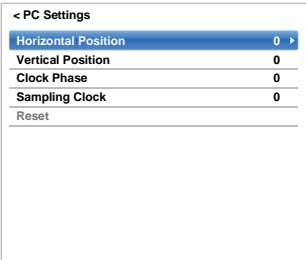 < PC Settings
Horizontal Position 0
Vertical Position 0
Clock Phase 0
Sampling Clock 0
Reset